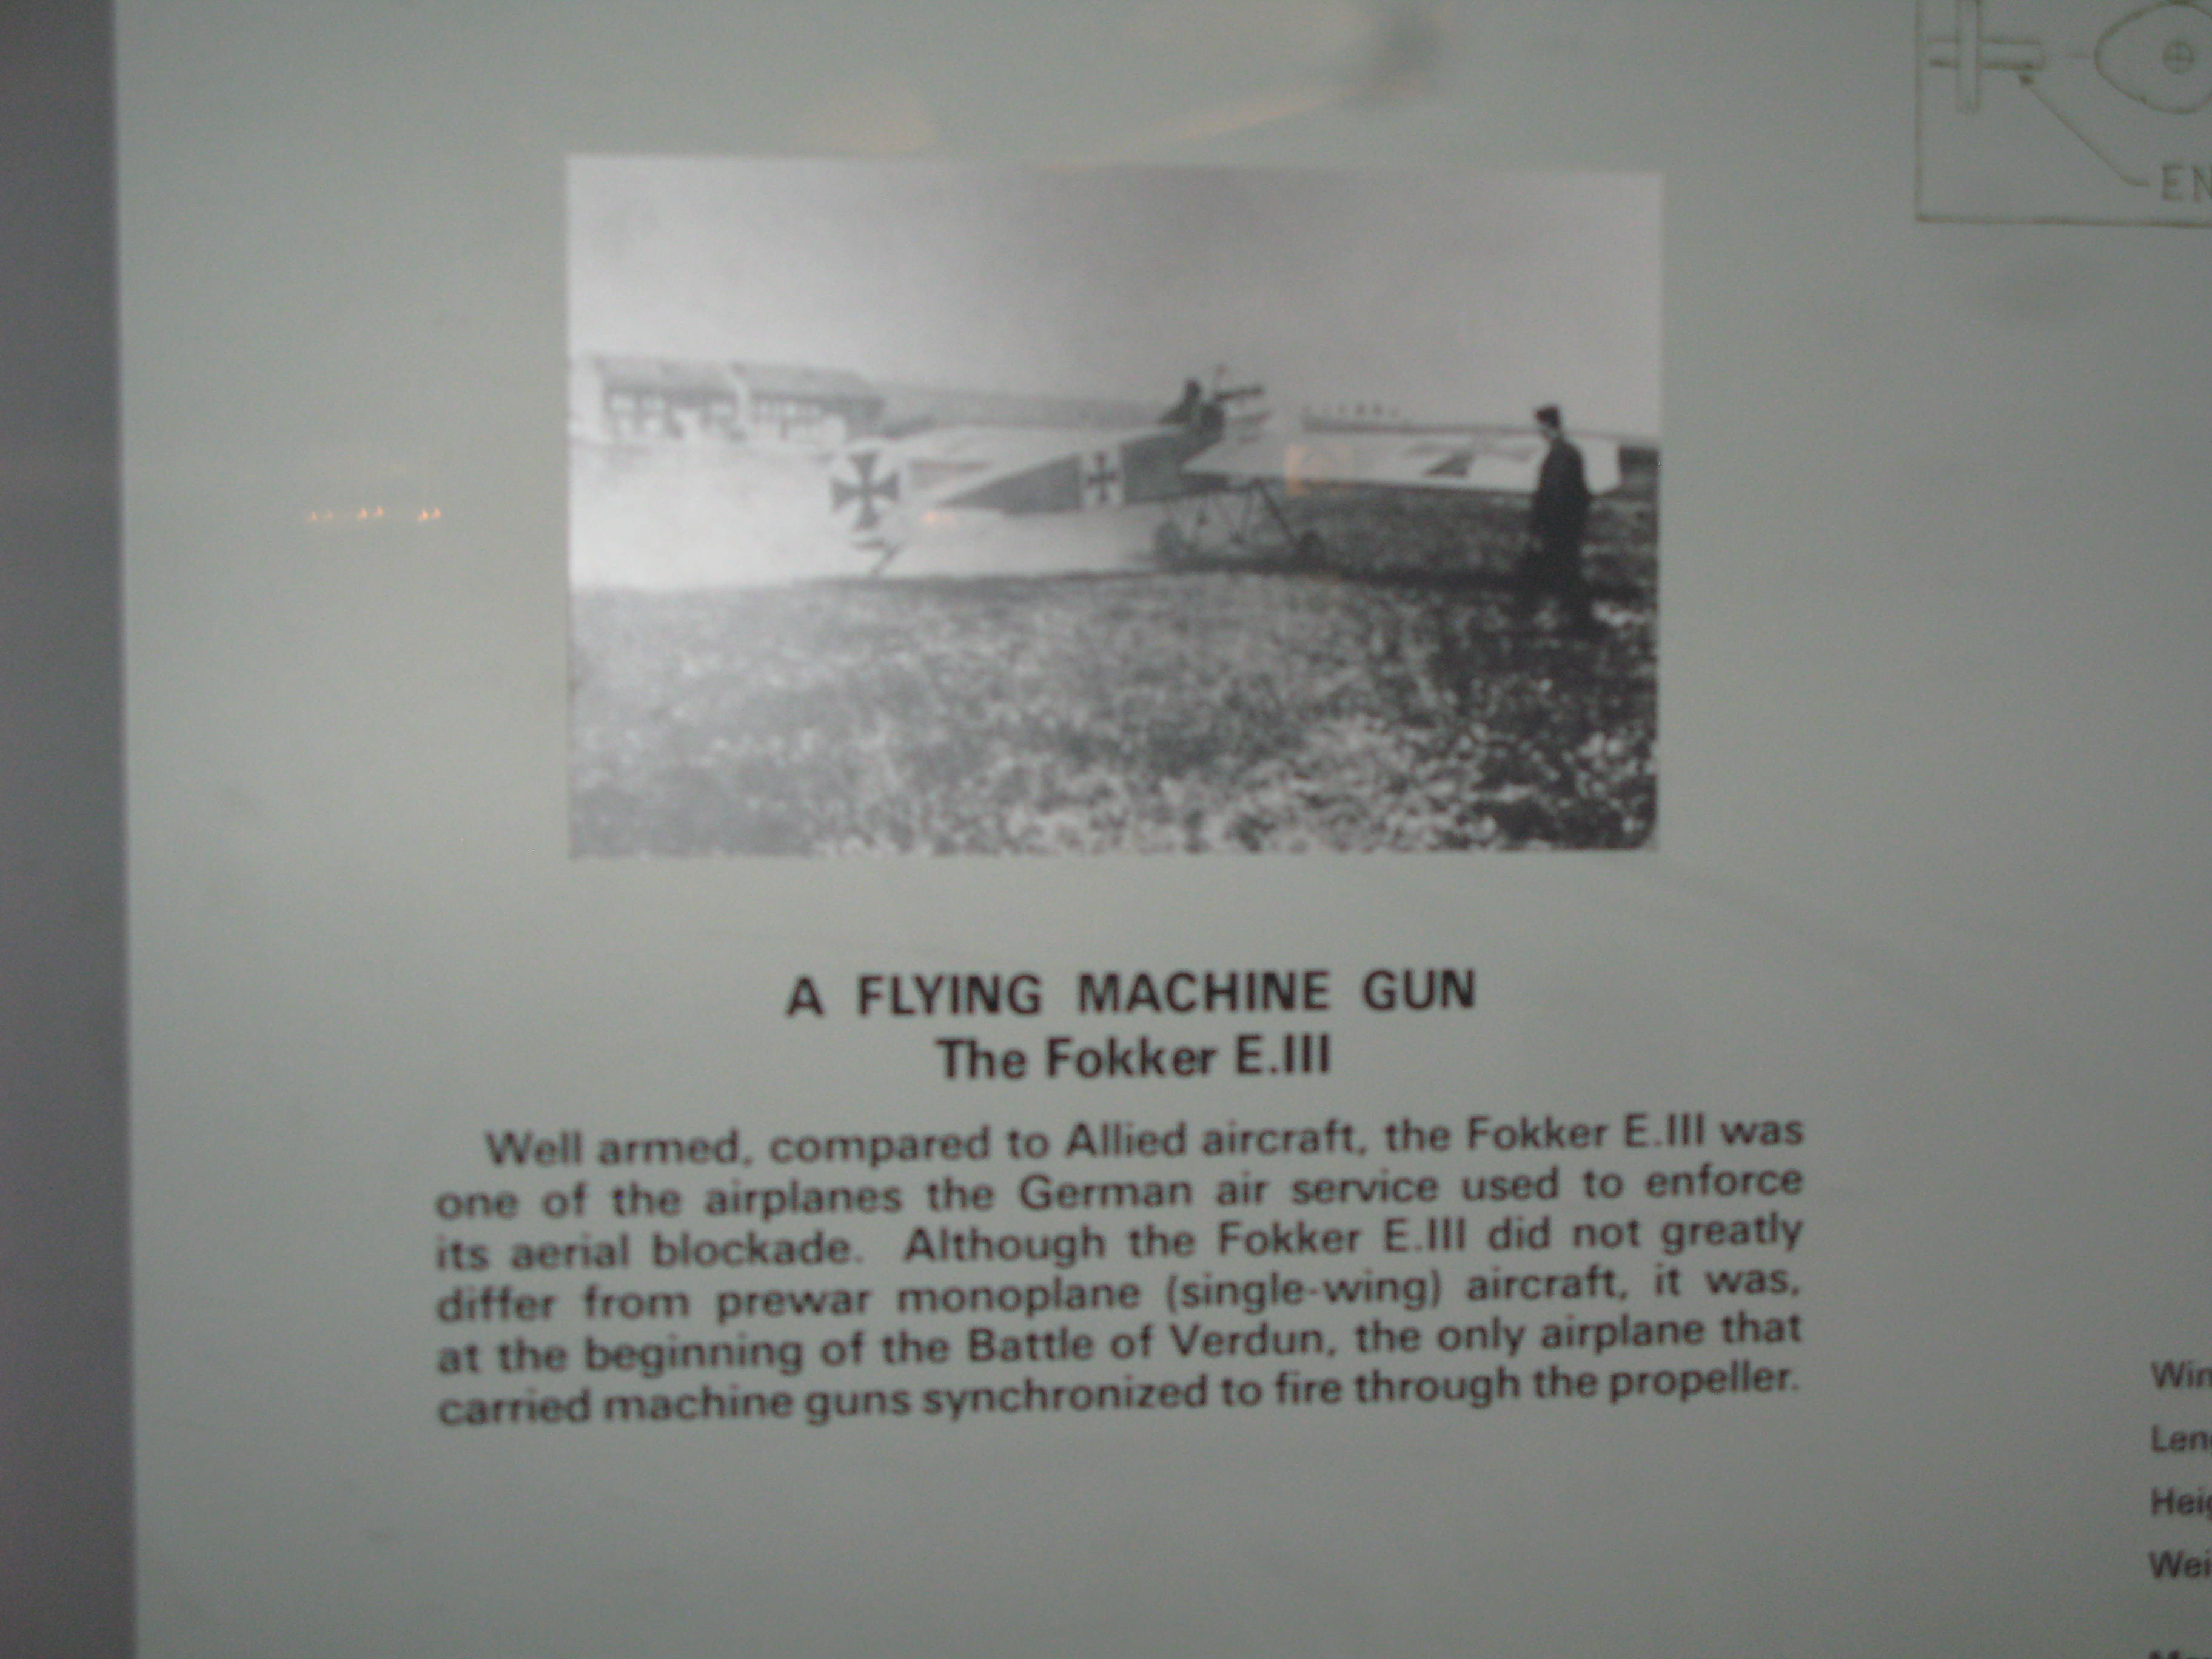 A FLYING MACHINE GUN
The Fokker E.III
Well armed, compared to Allied aircraft, the Fokker E.III was
one of the airplanes the German air service used to enforce
its aerial blockade. Although the Fokker E.III did not greatly
differ from prewar monoplane (single-wing) aircraft, it was,
at the beginning of the Battle of Verdun, the only airplane that
carried machine guns synchronized to fire through the propeller.